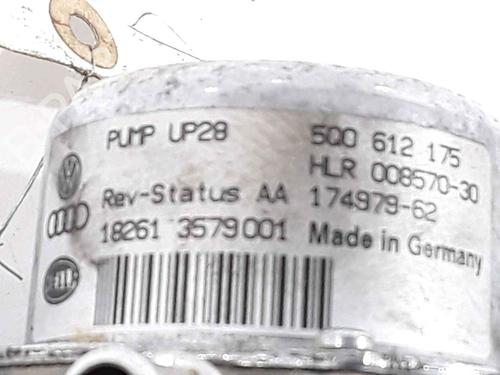 PUMP UP28 5Q0 612 175
HLR 008570-30
Rev-Status AA 174979-62
18261 3579001 Made in Germany